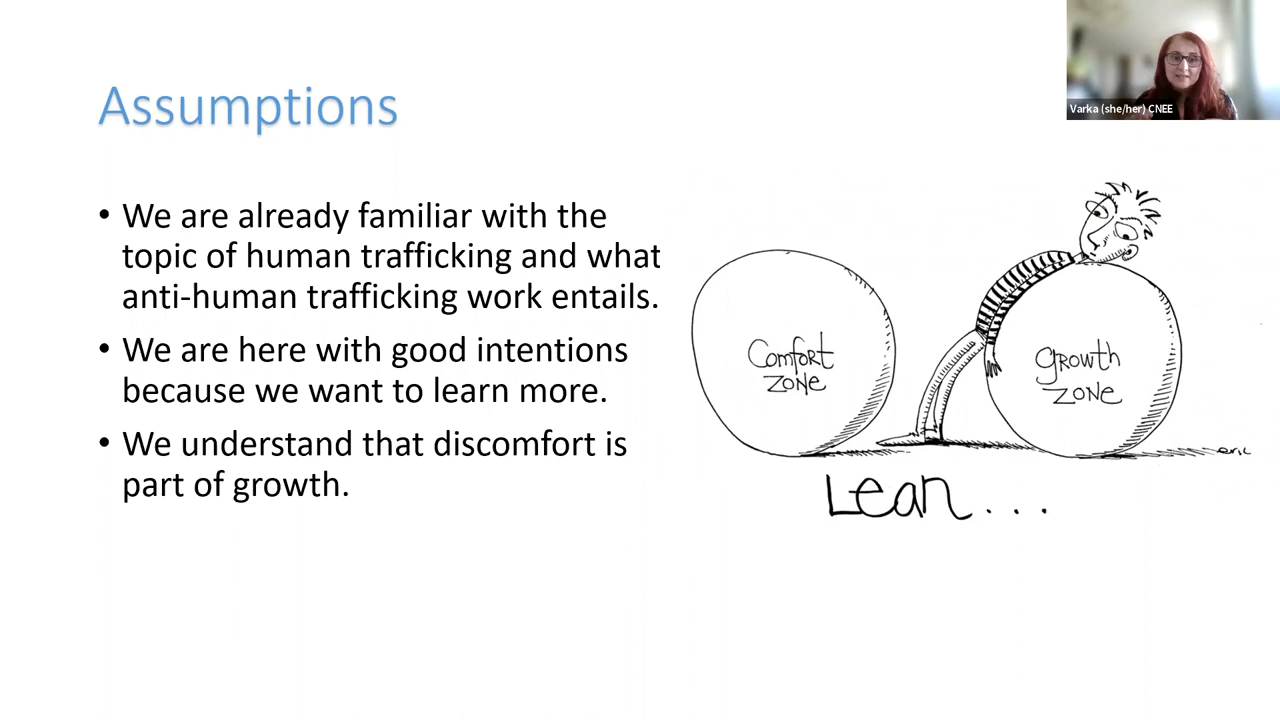 Assumptions
• We are already familiar with the
topic of human trafficking and what
anti-human trafficking work entails.
• We are here with good intentions
because we want to learn more.
• We understand that discomfort is
part of growth.
Comfort
ZONE
Growth
ZONE
eric
Lean...
Varka (she/her) CNEE